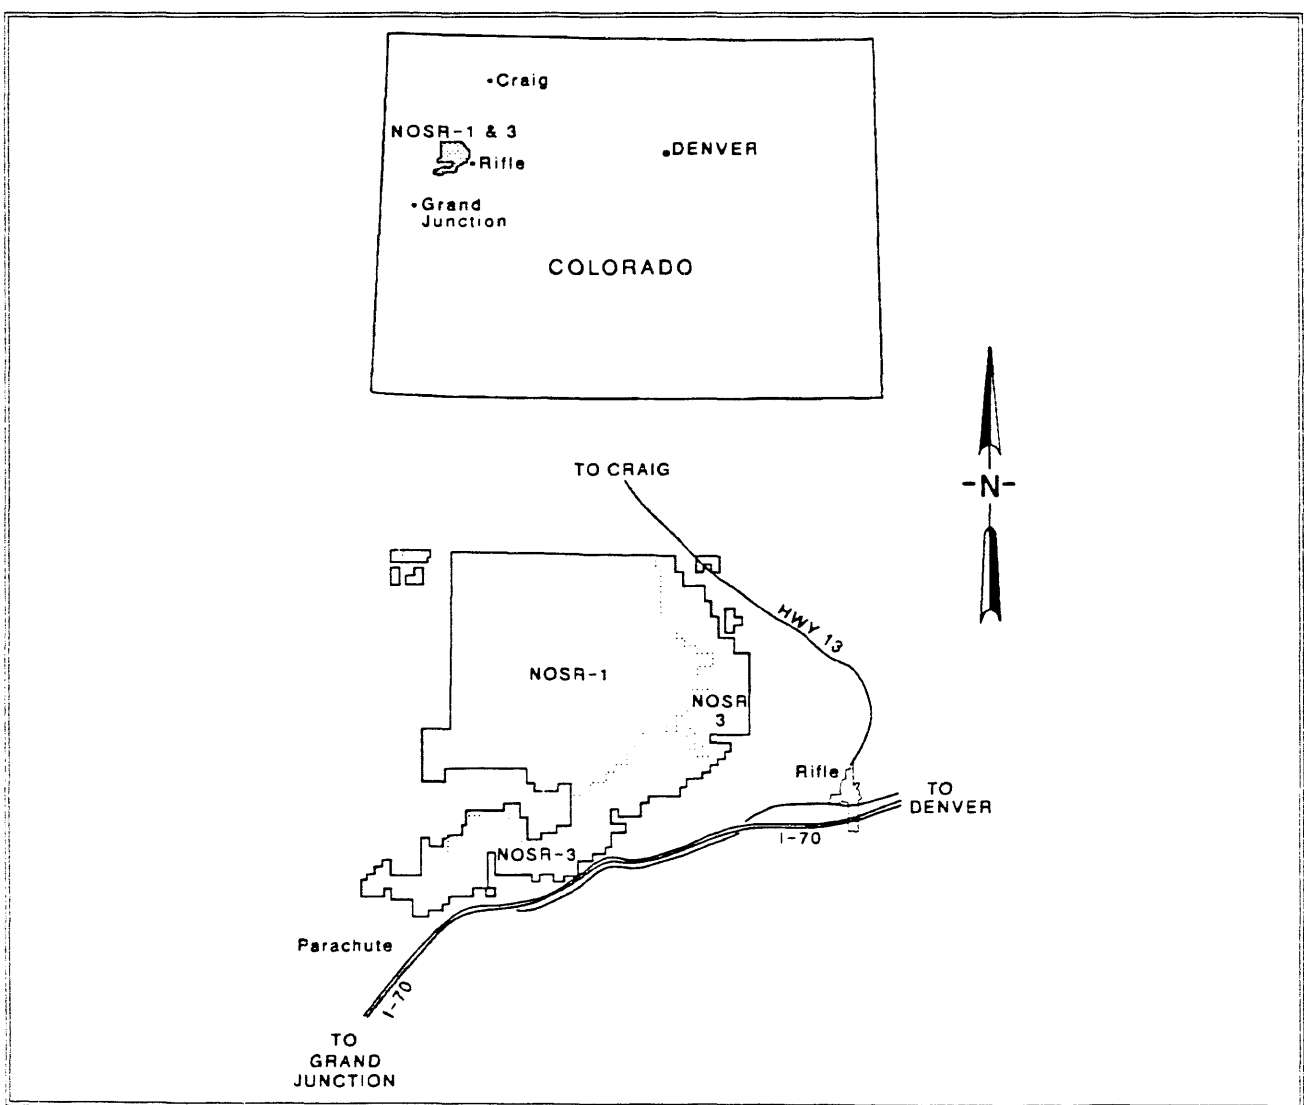 Craig
NOSR-1 & 3
Rifle
DENVER
Grand
Junction
COLORADO
TO CRAIG
-N-
HWY 13
NOSR-1
NOSR
3
Rifle
TO
DENVER
I-70
NOSR-3
Parachute
I-70
TO
GRAND
JUNCTION